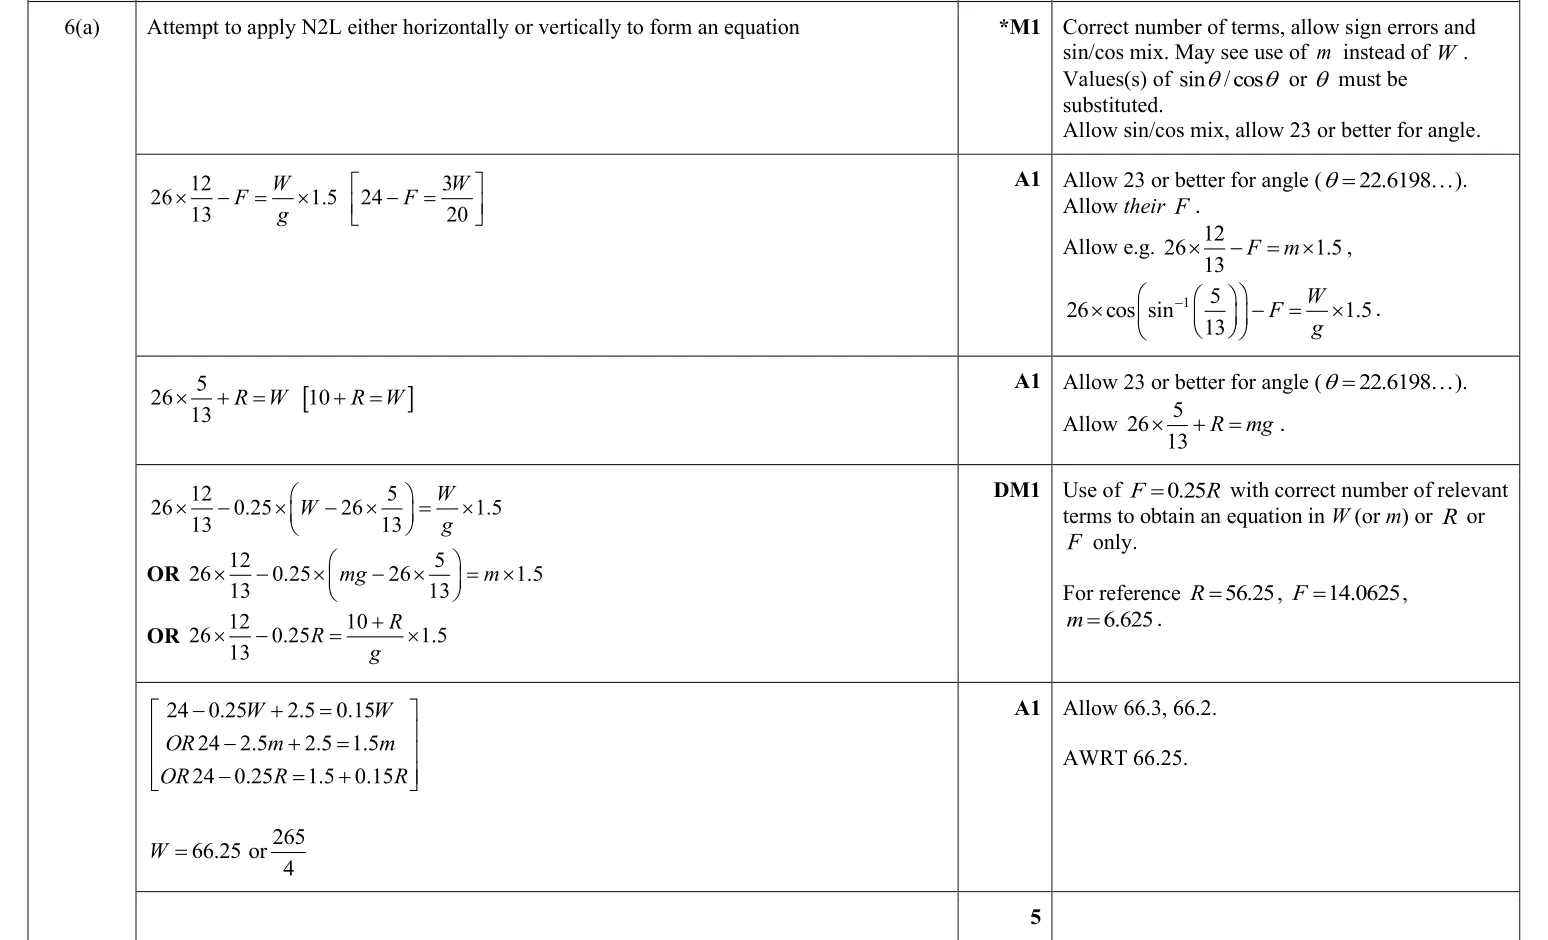 6(a) Attempt to apply N2L either horizontally or vertically to form an equation *M1 Correct number of terms, allow sign errors and
sin/cos mix. May see use of m instead of W .
Values(s) of sin θ / cos θ or θ must be
substituted.
Allow sin/cos mix, allow 23 or better for angle.
26 × 12/13 − F = W/g × 1.5 [24 − F = 3W/20] A1 Allow 23 or better for angle ( θ = 22.6198…).
Allow their F .
Allow e.g. 26 × 12/13 − F = m × 1.5 ,
26 × cos(sin⁻¹(5/13)) − F = W/g × 1.5 .
26 × 5/13 + R = W [10 + R = W] A1 Allow 23 or better for angle ( θ = 22.6198…).
Allow 26 × 5/13 + R = mg .
26 × 12/13 − 0.25 × (W − 26 × 5/13) = W/g × 1.5 DM1 Use of F = 0.25R with correct number of relevant
terms to obtain an equation in W (or m) or R or
F only.
OR 26 × 12/13 − 0.25 × (mg − 26 × 5/13) = m × 1.5
For reference R = 56.25 , F = 14.0625 ,
m = 6.625 .
OR 26 × 12/13 − 0.25R = (10 + R)/g × 1.5
[24 − 0.25W + 2.5 = 0.15W A1 Allow 66.3, 66.2.
OR 24 − 2.5m + 2.5 = 1.5m
AWRT 66.25.
OR 24 − 0.25R = 1.5 + 0.15R]
W = 66.25 or 265/4
5